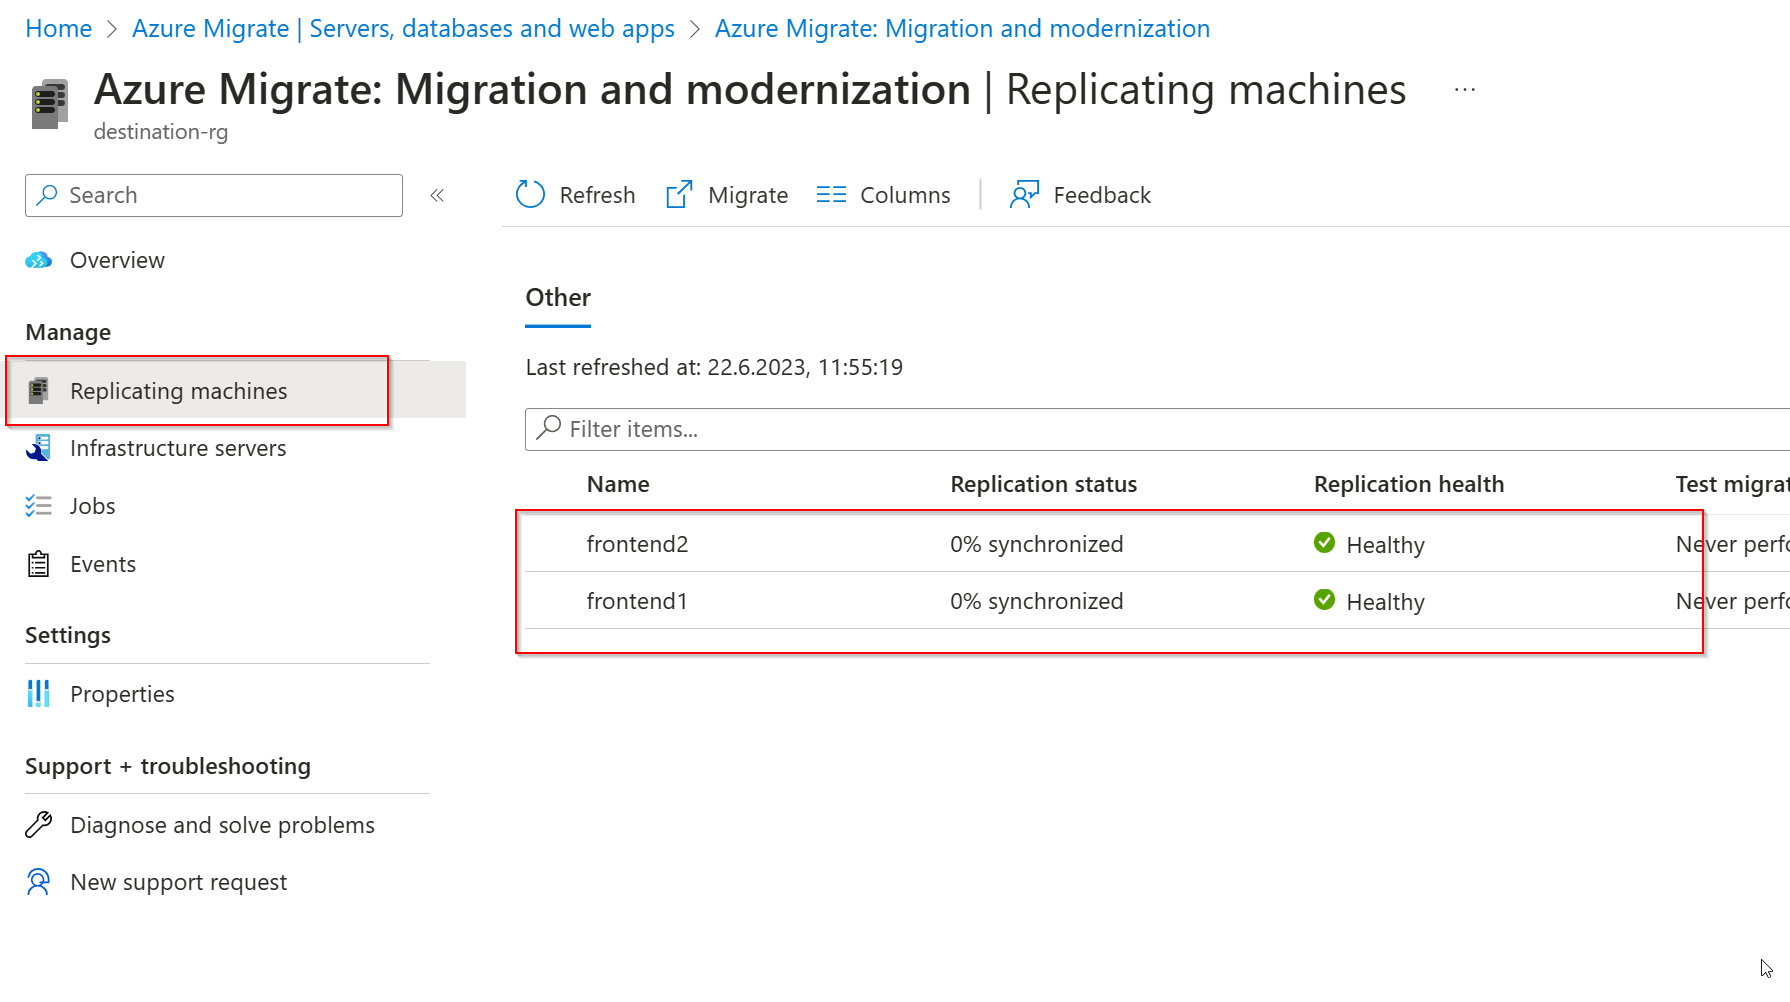 Home > Azure Migrate | Servers, databases and web apps > Azure Migrate: Migration and modernization
Azure Migrate: Migration and modernization | Replicating machines ...
destination-rg
Search «
Refresh Migrate Columns | Feedback
Overview
Manage
Replicating machines
Infrastructure servers
Jobs
Events
Settings
Properties
Support + troubleshooting
Diagnose and solve problems
New support request
Other
Last refreshed at: 22.6.2023, 11:55:19
Filter items...
Name Replication status Replication health Test migrat
frontend2 0% synchronized Healthy Never perfo
frontend1 0% synchronized Healthy Never perfo